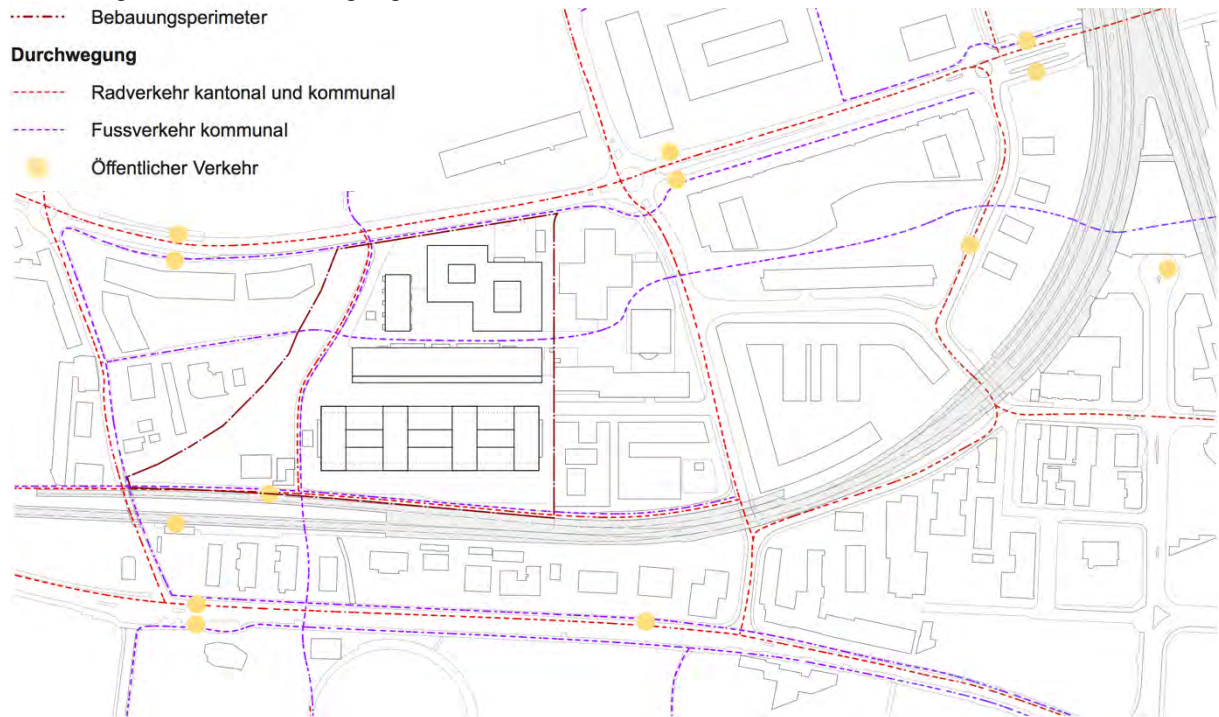 Bebauungsperimeter
Durchwegung
Radverkehr kantonal und kommunal
Fussverkehr kommunal
Öffentlicher Verkehr